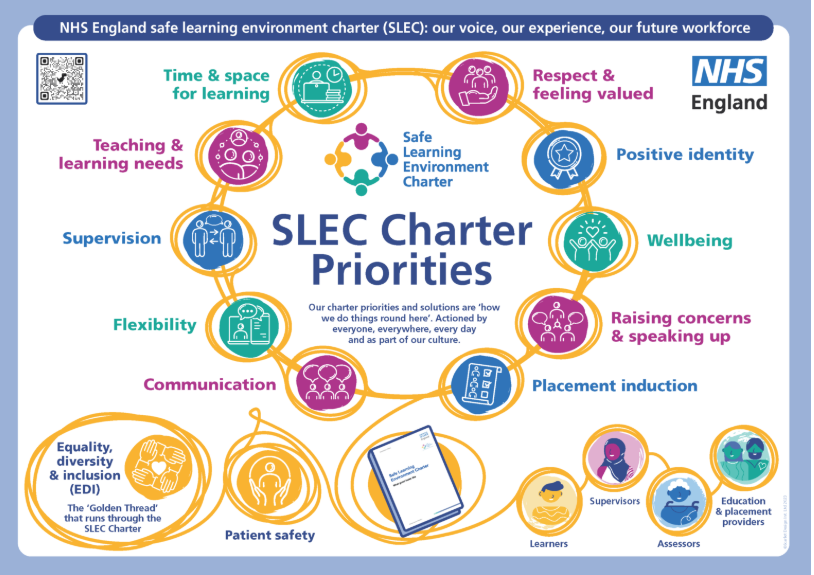 NHS England safe learning environment charter (SLEC): our voice, our experience, our future workforce
Time & space
for learning
Respect &
feeling valued
NHS
England
Teaching &
learning needs
Safe
Learning
Environment
Charter
Positive identity
Supervision
SLEC Charter
Priorities
Wellbeing
Our charter priorities and solutions are ‘how
we do things round here’. Actioned by
everyone, everywhere, every day
and as part of our culture.
Flexibility
Raising concerns
& speaking up
Communication
Placement induction
Equality,
diversity
& inclusion
(EDI)
The ‘Golden Thread’
that runs through the
SLEC Charter
Patient safety
Safe Learning
Environment Charter
Learners
Supervisors
Assessors
Education
& placement
providers